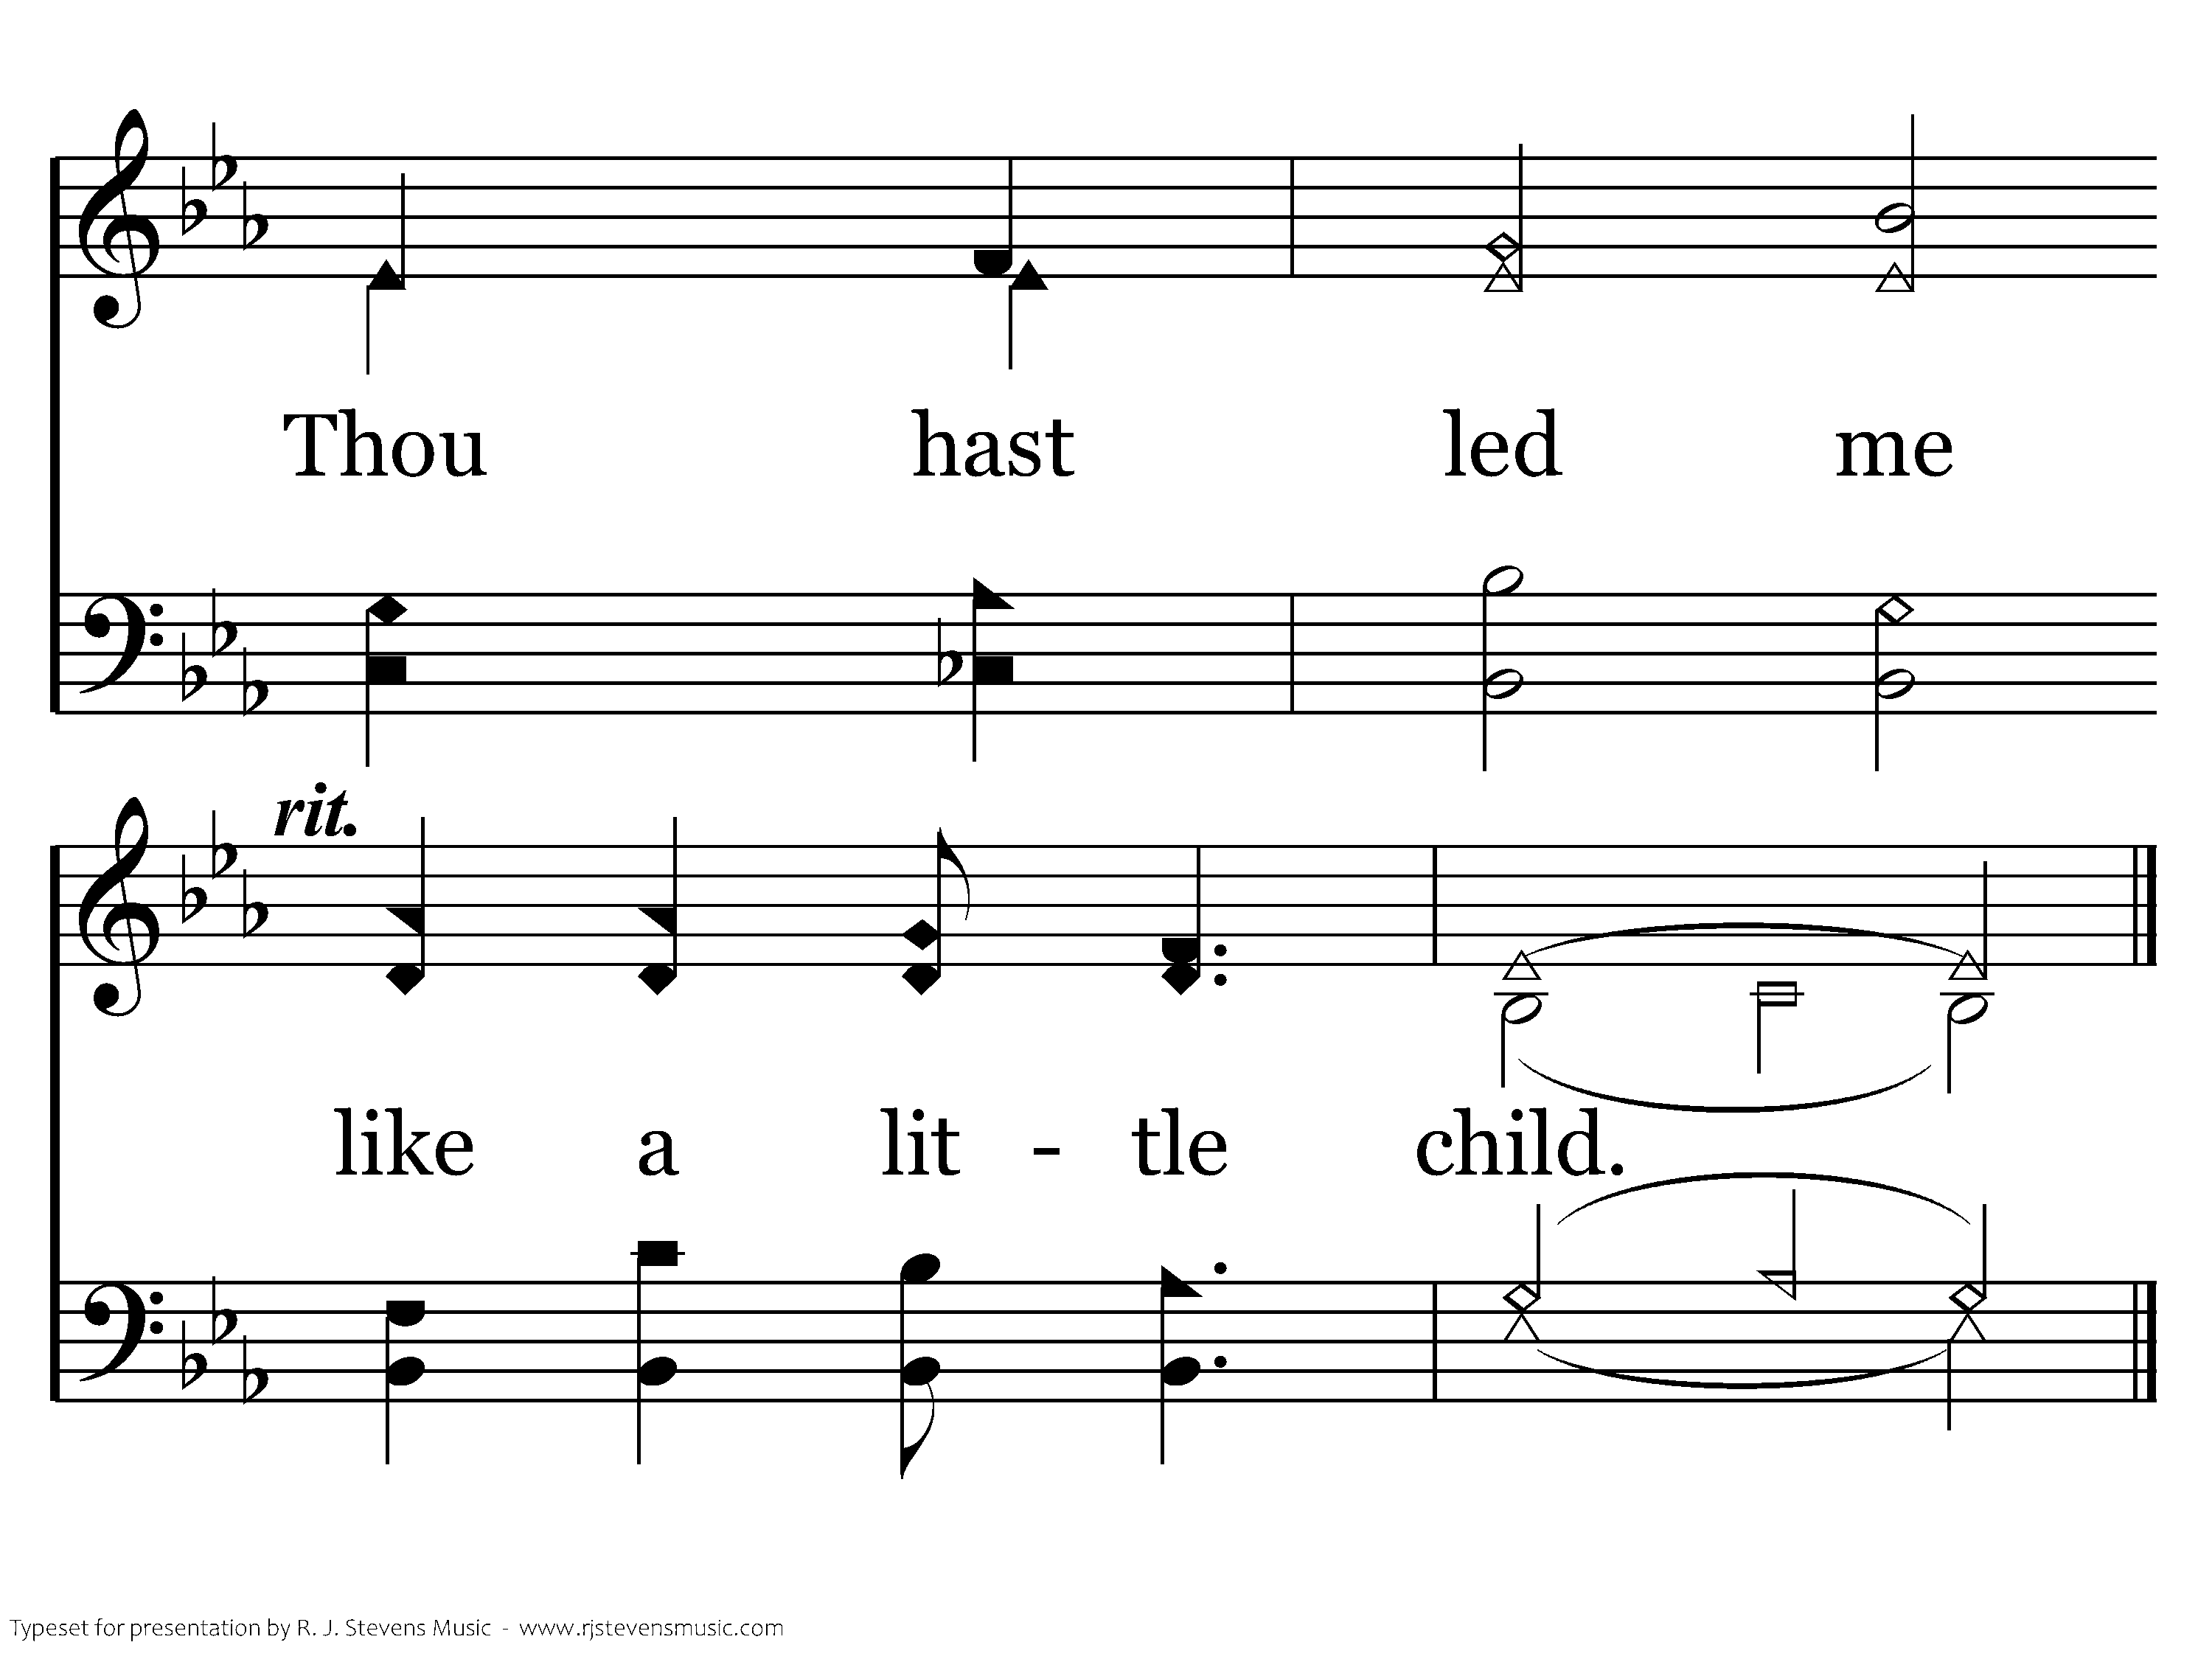 Thou hast led me
rit.
like a lit - tle child.
Typeset for presentation by R. J. Stevens Music - www.rjstevensmusic.com